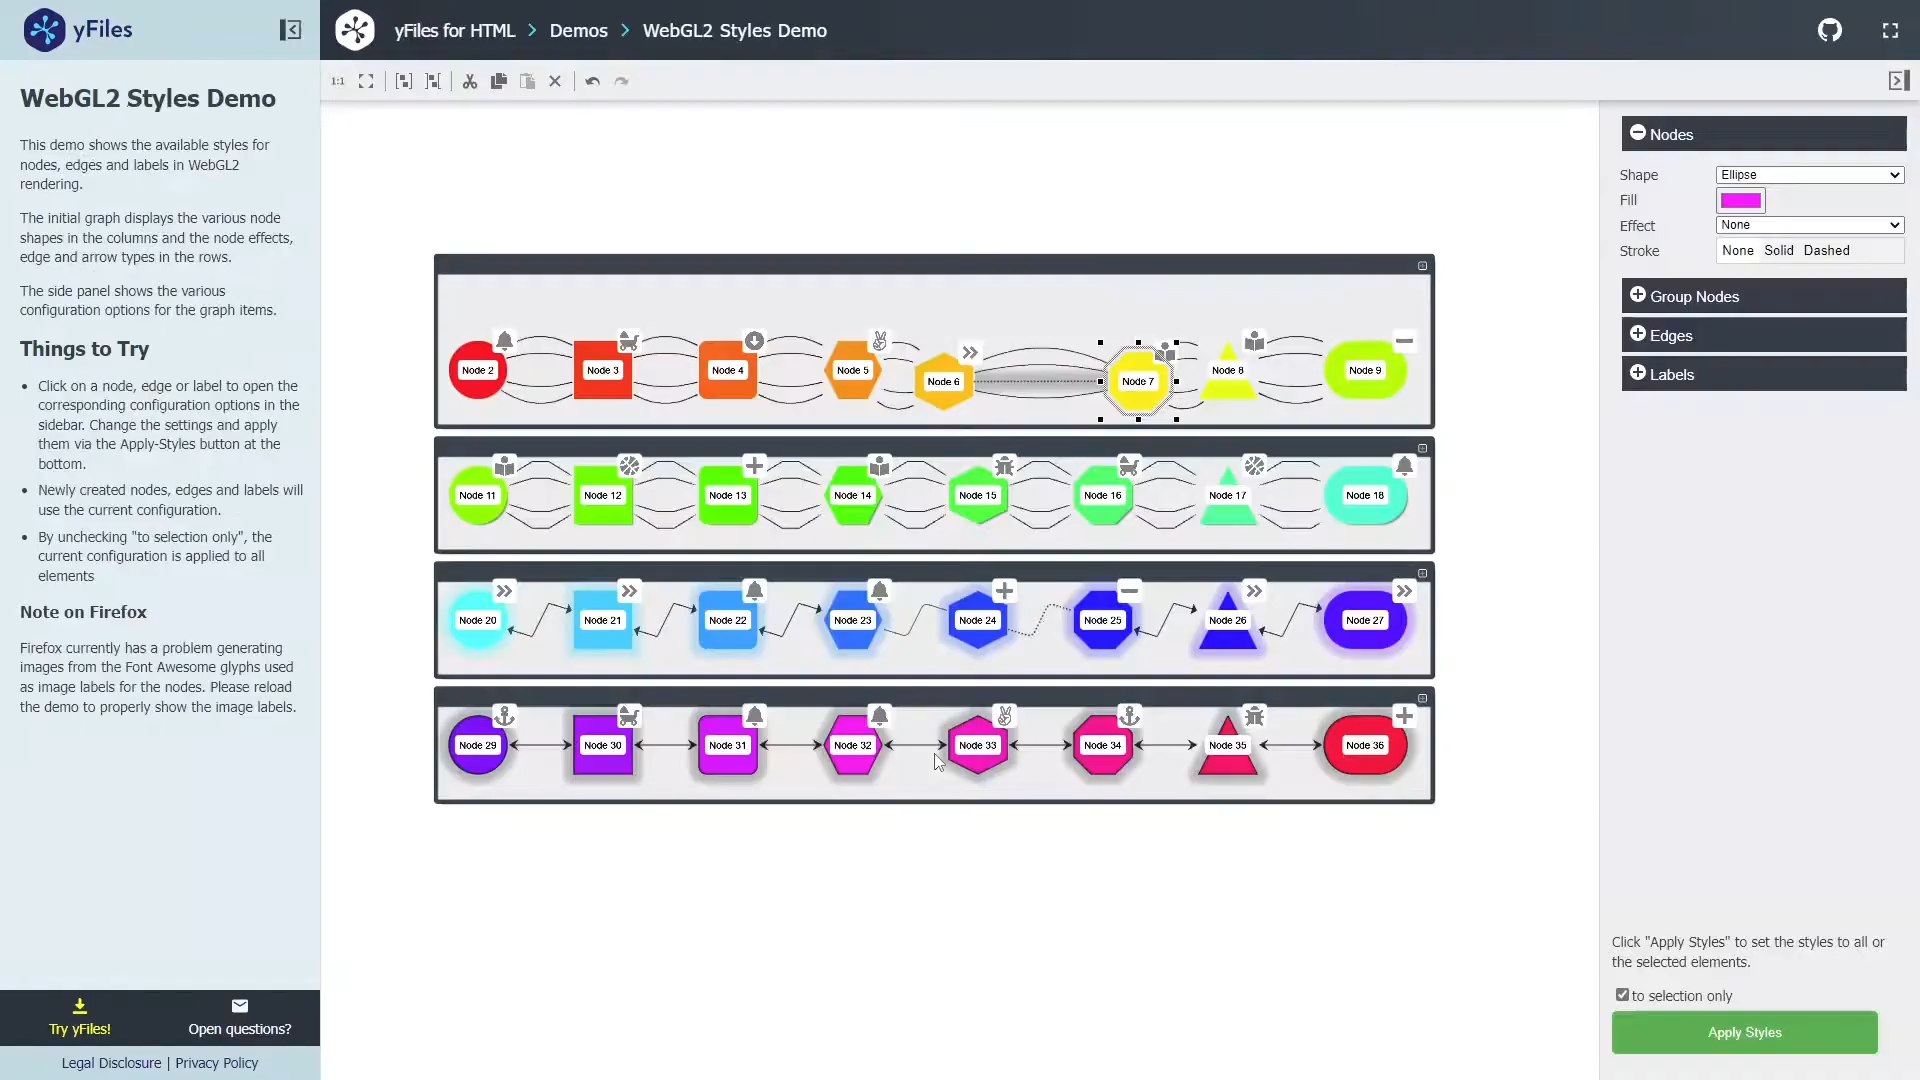 yFiles
yFiles for HTML
Demos
WebGL2 Styles Demo
1:1
WebGL2 Styles Demo
This demo shows the available styles for
nodes, edges and labels in WebGL2
rendering.
The initial graph displays the various node
shapes in the columns and the node effects,
edge and arrow types in the rows.
The side panel shows the various
configuration options for the graph items.
Things to Try
Click on a node, edge or label to open the
corresponding configuration options in the
sidebar. Change the settings and apply
them via the Apply-Styles button at the
bottom.
Newly created nodes, edges and labels will
use the current configuration.
By unchecking "to selection only", the
current configuration is applied to all
elements
Note on Firefox
Firefox currently has a problem generating
images from the Font Awesome glyphs used
as image labels for the nodes. Please reload
the demo to properly show the image labels.
Try yFiles!
Open questions?
Legal Disclosure | Privacy Policy
Node 2
Node 3
Node 4
Node 5
Node 6
Node 7
Node 8
Node 9
Node 11
Node 12
Node 13
Node 14
Node 15
Node 16
Node 17
Node 18
Node 20
Node 21
Node 22
Node 23
Node 24
Node 25
Node 26
Node 27
Node 29
Node 30
Node 31
Node 32
Node 33
Node 34
Node 35
Node 36
Nodes
Shape Ellipse
Fill
Effect None
Stroke None Solid Dashed
Group Nodes
Edges
Labels
Click "Apply Styles" to set the styles to all or
the selected elements.
to selection only
Apply Styles